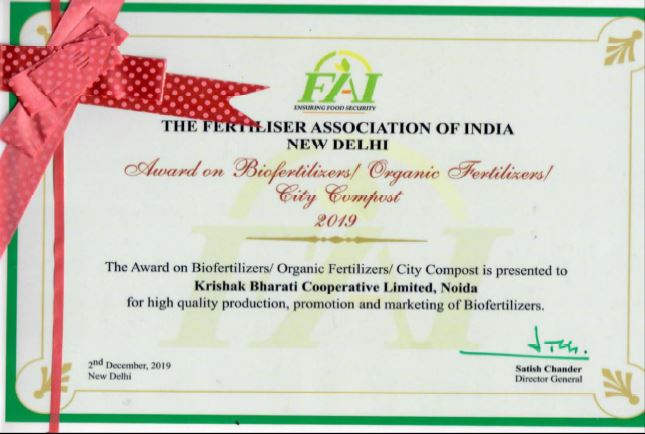 FAI
ENSURING FOOD SECURITY
THE FERTILISER ASSOCIATION OF INDIA
NEW DELHI
Award on Biofertilizers/ Organic Fertilizers/
City Compost
2019
The Award on Biofertilizers/ Organic Fertilizers/ City Compost is presented to
Krishak Bharati Cooperative Limited, Noida
for high quality production, promotion and marketing of Biofertilizers.
2nd December, 2019
New Delhi
Satish Chander
Director General